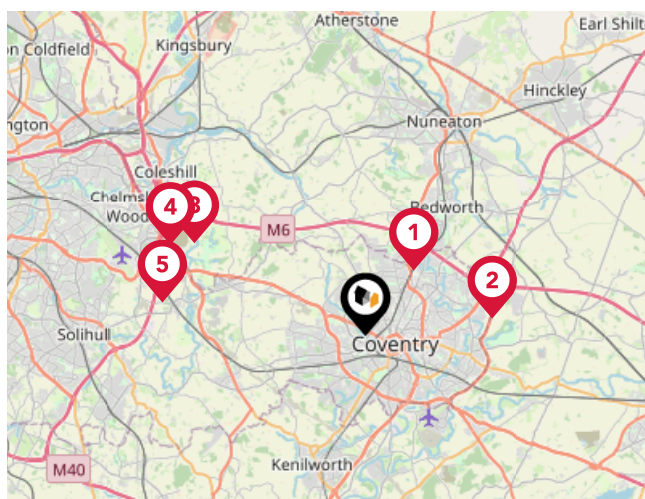 Atherstone
Earl Shilt
on Coldfield
Kingsbury
Hinckley
ngton
Nuneaton
Coleshill
Chelms
Wood
Bedworth
4
3
M6
1
5
2
Solihull
Coventry
M40
Kenilworth